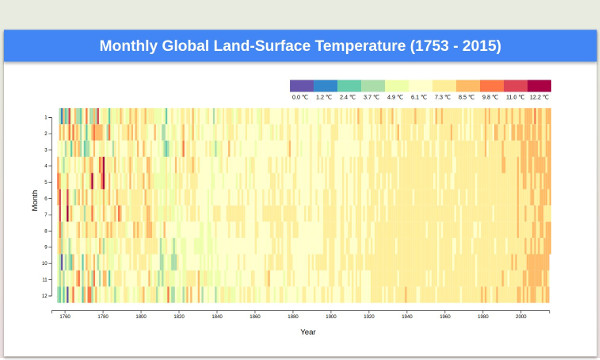 Monthly Global Land-Surface Temperature (1753 - 2015)
0.0 ℃ 1.2 ℃ 2.4 ℃ 3.7 ℃ 4.9 ℃ 6.1 ℃ 7.3 ℃ 8.5 ℃ 9.8 ℃ 11.0 ℃ 12.2 ℃
1
2
3
4
5
6
7
8
9
10
11
12
Month
1760 1780 1800 1820 1840 1860 1880 1900 1920 1940 1960 1980 2000
Year